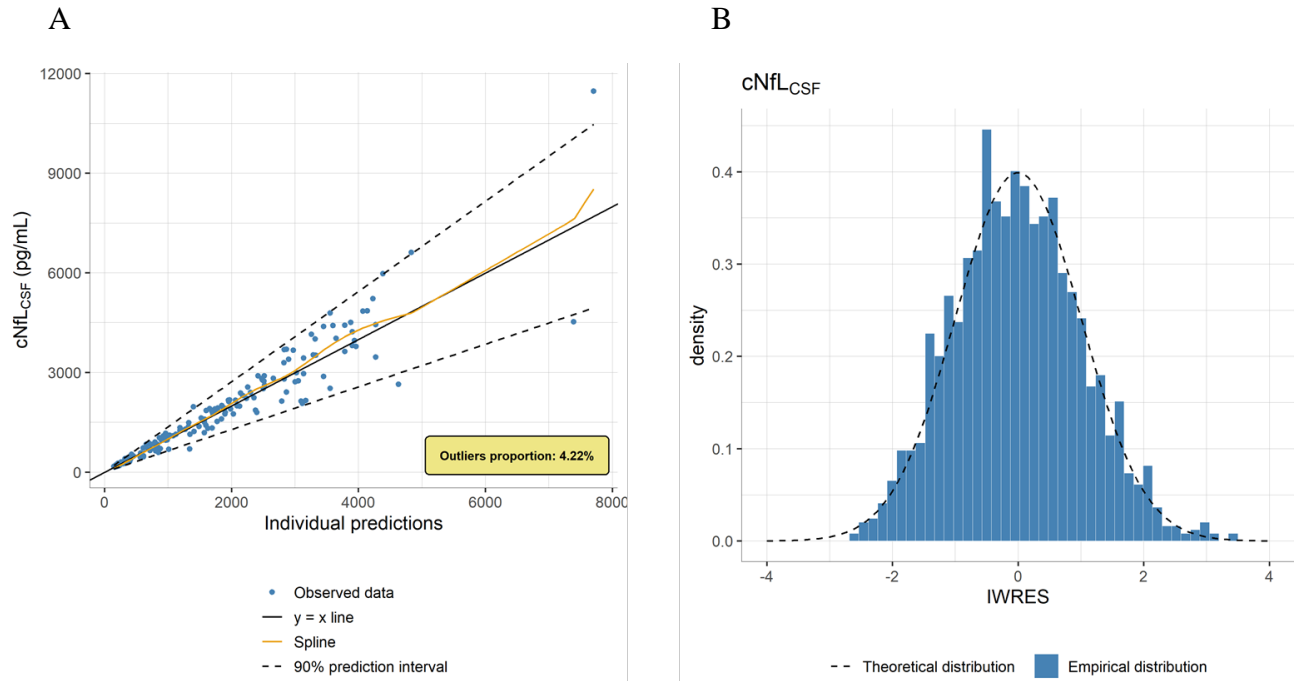 A
B
cNfLCSF
12000
9000
6000
3000
0
cNfLCSF (pg/mL)
Outliers proportion: 4.22%
0 2000 4000 6000 8000
Individual predictions
Observed data
y = x line
Spline
90% prediction interval
0.4
0.3
0.2
0.1
0.0
density
-4 -2 0 2 4
IWRES
Theoretical distribution Empirical distribution